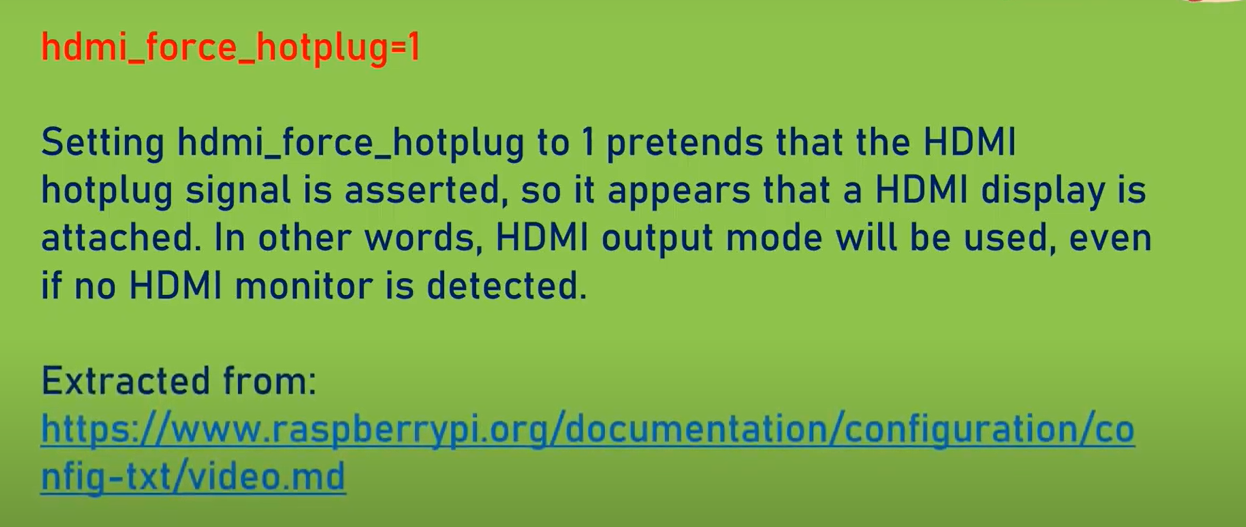 hdmi_force_hotplug=1
Setting hdmi_force_hotplug to 1 pretends that the HDMI
hotplug signal is asserted, so it appears that a HDMI display is
attached. In other words, HDMI output mode will be used, even
if no HDMI monitor is detected.
Extracted from:
https://www.raspberrypi.org/documentation/configuration/co
nfig-txt/video.md